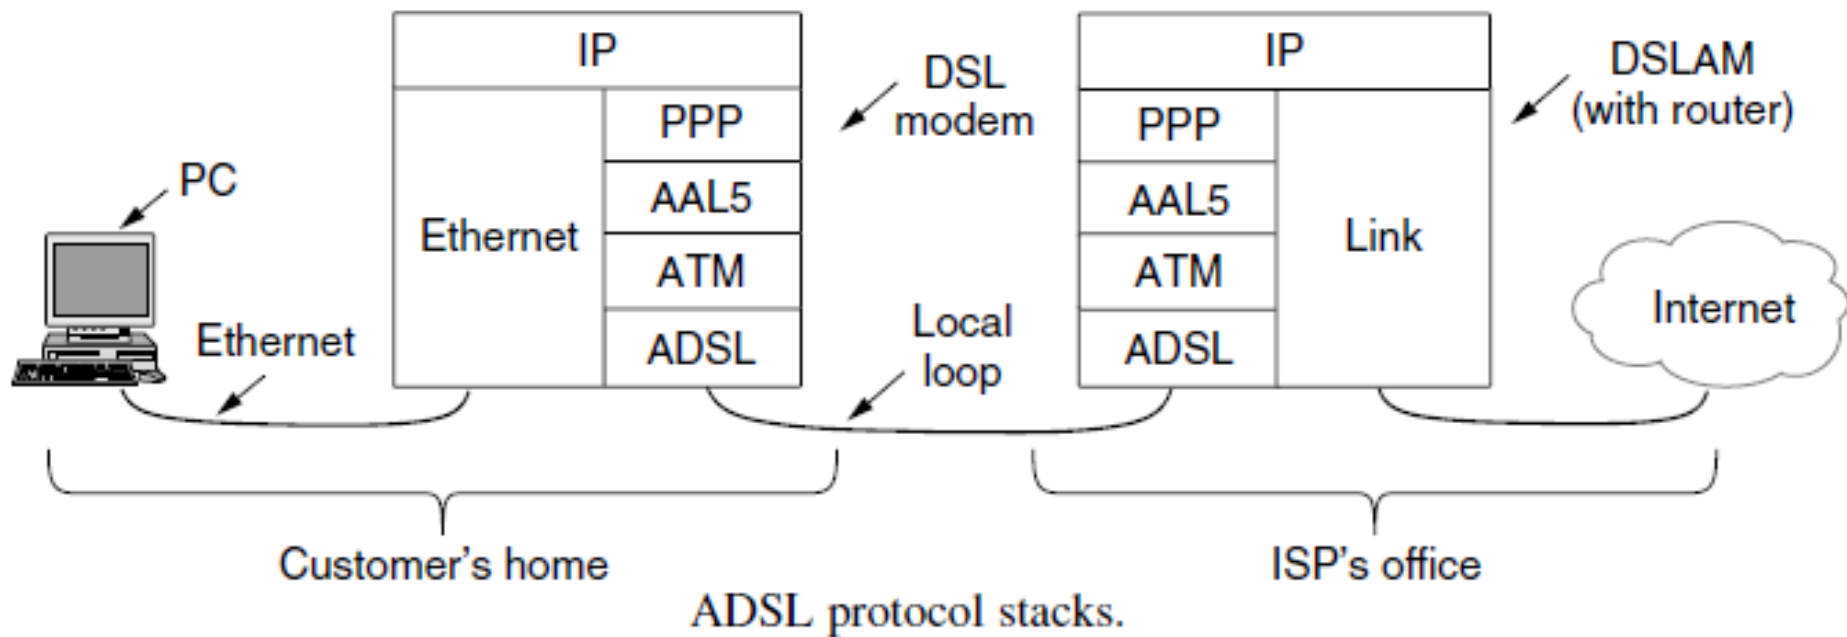 IP
PPP
AAL5
Ethernet
ATM
ADSL
DSL
modem
IP
PPP
AAL5
ATM
ADSL
Link
DSLAM
(with router)
PC
Ethernet
Local
loop
Internet
Customer's home
ISP's office
ADSL protocol stacks.